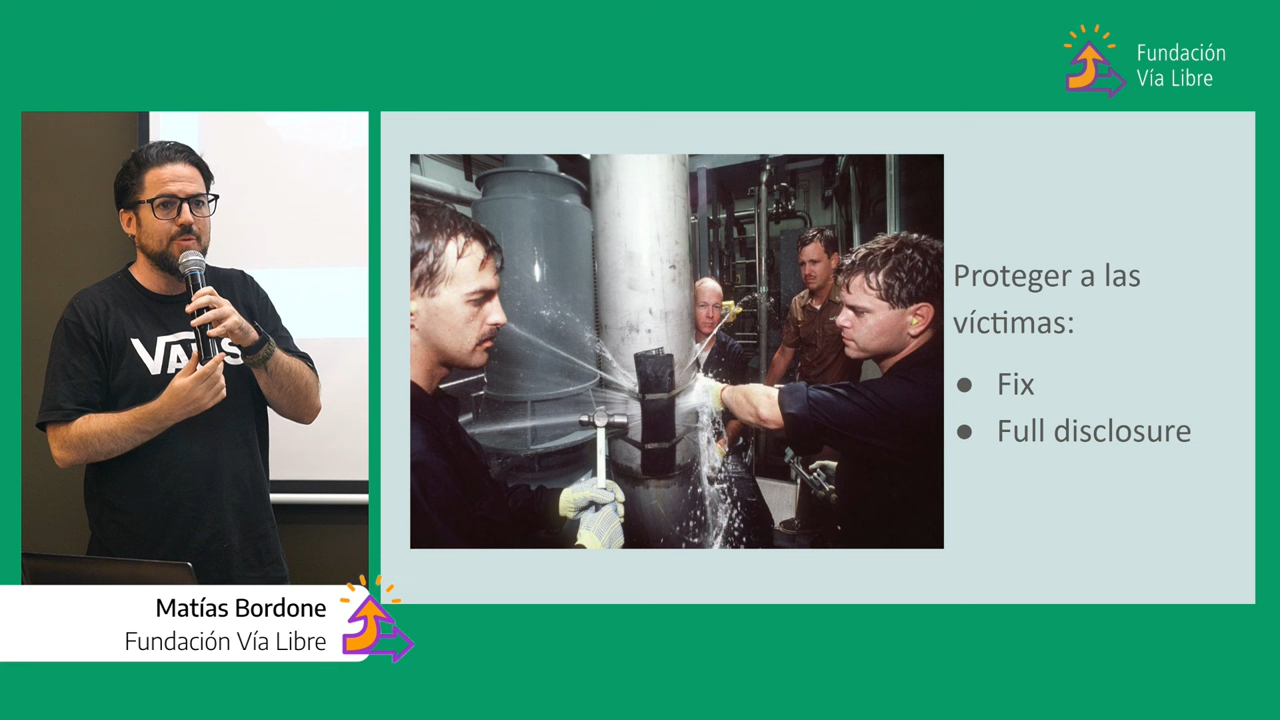 Fundación
Vía Libre
VANS
Proteger a las
víctimas:
● Fix
● Full disclosure
Matías Bordone
Fundación Vía Libre